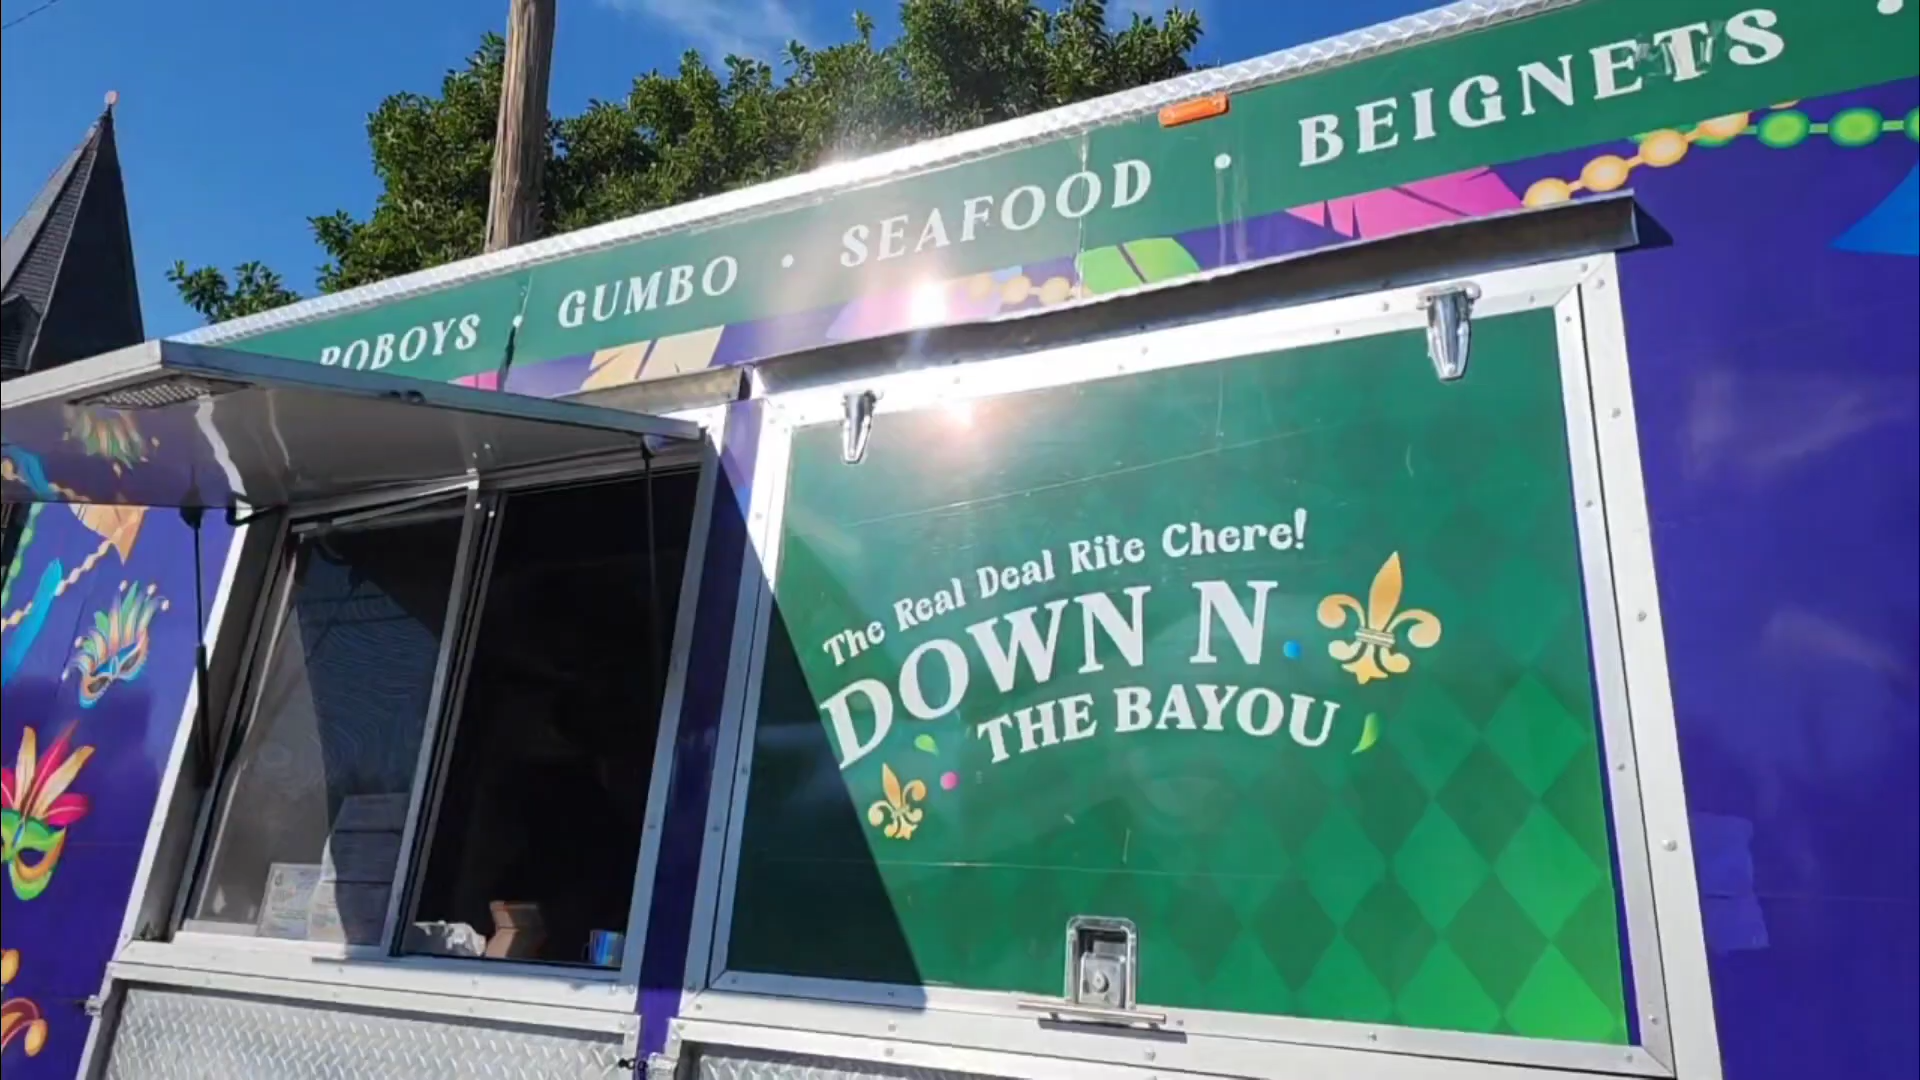 POBOYS • GUMBO • SEAFOOD • BEIGNETS •
The Real Deal Rite Chere!
DOWN N
THE BAYOU